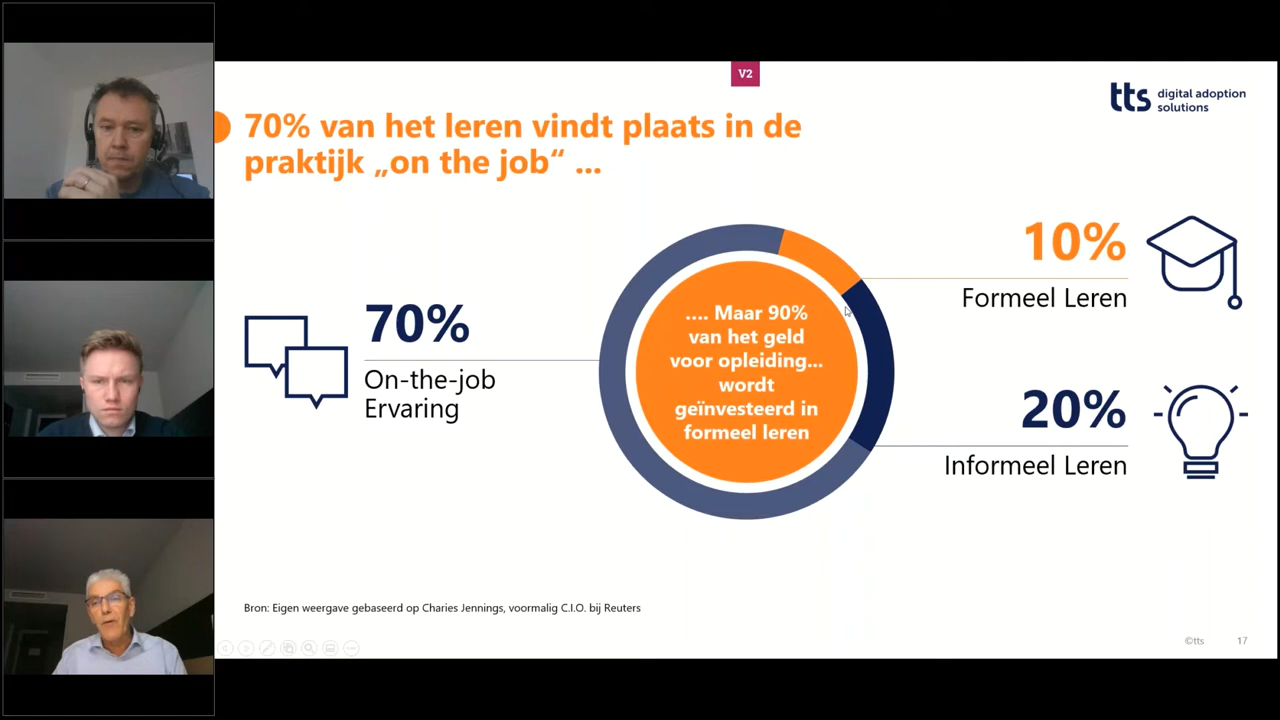 V2
tts digital adoption
solutions
70% van het leren vindt plaats in de
praktijk „on the job“ ...
70%
On-the-job
Ervaring
.... Maar 90%
van het geld
voor opleiding...
wordt
geïnvesteerd in
formeel leren
10%
Formeel Leren
20%
Informeel Leren
Bron: Eigen weergave gebaseerd op Charies Jennings, voormalig C.I.O. bij Reuters
©tts
17